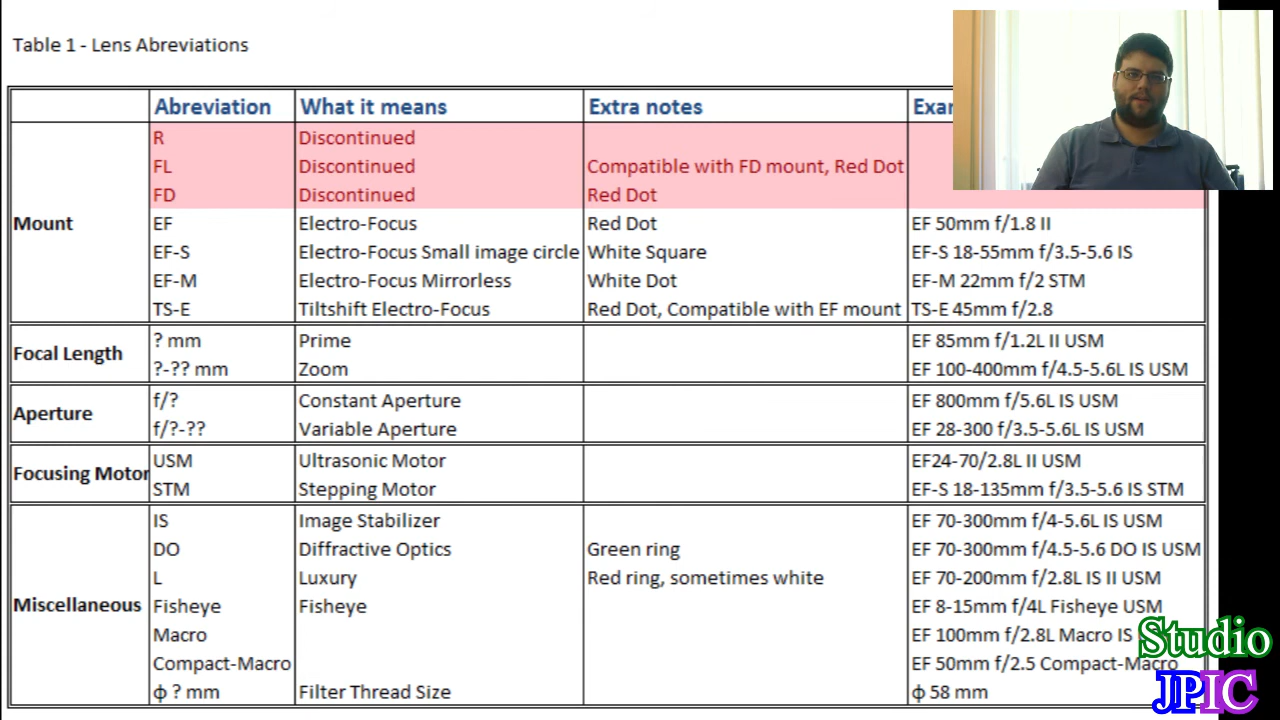 Table 1 - Lens Abreviations
Abreviation What it means Extra notes
Mount
R Discontinued
FL Discontinued Compatible with FD mount, Red Dot
FD Discontinued Red Dot
EF Electro-Focus Red Dot EF 50mm f/1.8 II
EF-S Electro-Focus Small image circle White Square EF-S 18-55mm f/3.5-5.6 IS
EF-M Electro-Focus Mirrorless White Dot EF-M 22mm f/2 STM
TS-E Tiltshift Electro-Focus Red Dot, Compatible with EF mount TS-E 45mm f/2.8
Focal Length
? mm Prime EF 85mm f/1.2L II USM
?-?? mm Zoom EF 100-400mm f/4.5-5.6L IS USM
Aperture
f/? Constant Aperture EF 800mm f/5.6L IS USM
f/?-?? Variable Aperture EF 28-300 f/3.5-5.6L IS USM
Focusing Motor
USM Ultrasonic Motor EF24-70/2.8L II USM
STM Stepping Motor EF-S 18-135mm f/3.5-5.6 IS STM
Miscellaneous
IS Image Stabilizer EF 70-300mm f/4-5.6L IS USM
DO Diffractive Optics Green ring EF 70-300mm f/4.5-5.6 DO IS USM
L Luxury Red ring, sometimes white EF 70-200mm f/2.8L IS II USM
Fisheye Fisheye EF 8-15mm f/4L Fisheye USM
Macro EF 100mm f/2.8L Macro IS
Compact-Macro EF 50mm f/2.5 Compact-Macro
ϕ ? mm Filter Thread Size ϕ 58 mm
Studio
JPIC